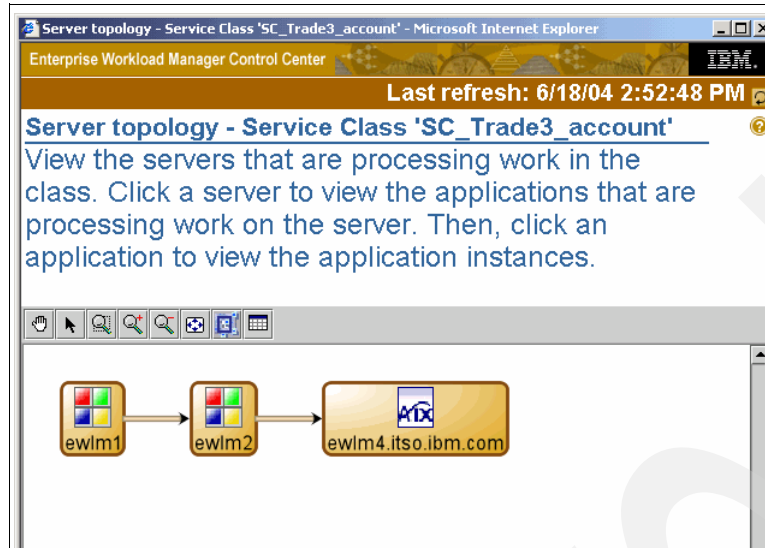 Server topology - Service Class 'SC_Trade3_account' - Microsoft Internet Explorer
Enterprise Workload Manager Control Center
IBM.
Last refresh: 6/18/04 2:52:48 PM
Server topology - Service Class 'SC_Trade3_account'
View the servers that are processing work in the
class. Click a server to view the applications that are
processing work on the server. Then, click an
application to view the application instances.
AIX
ewlm1
ewlm2
ewlm4.itso.ibm.com